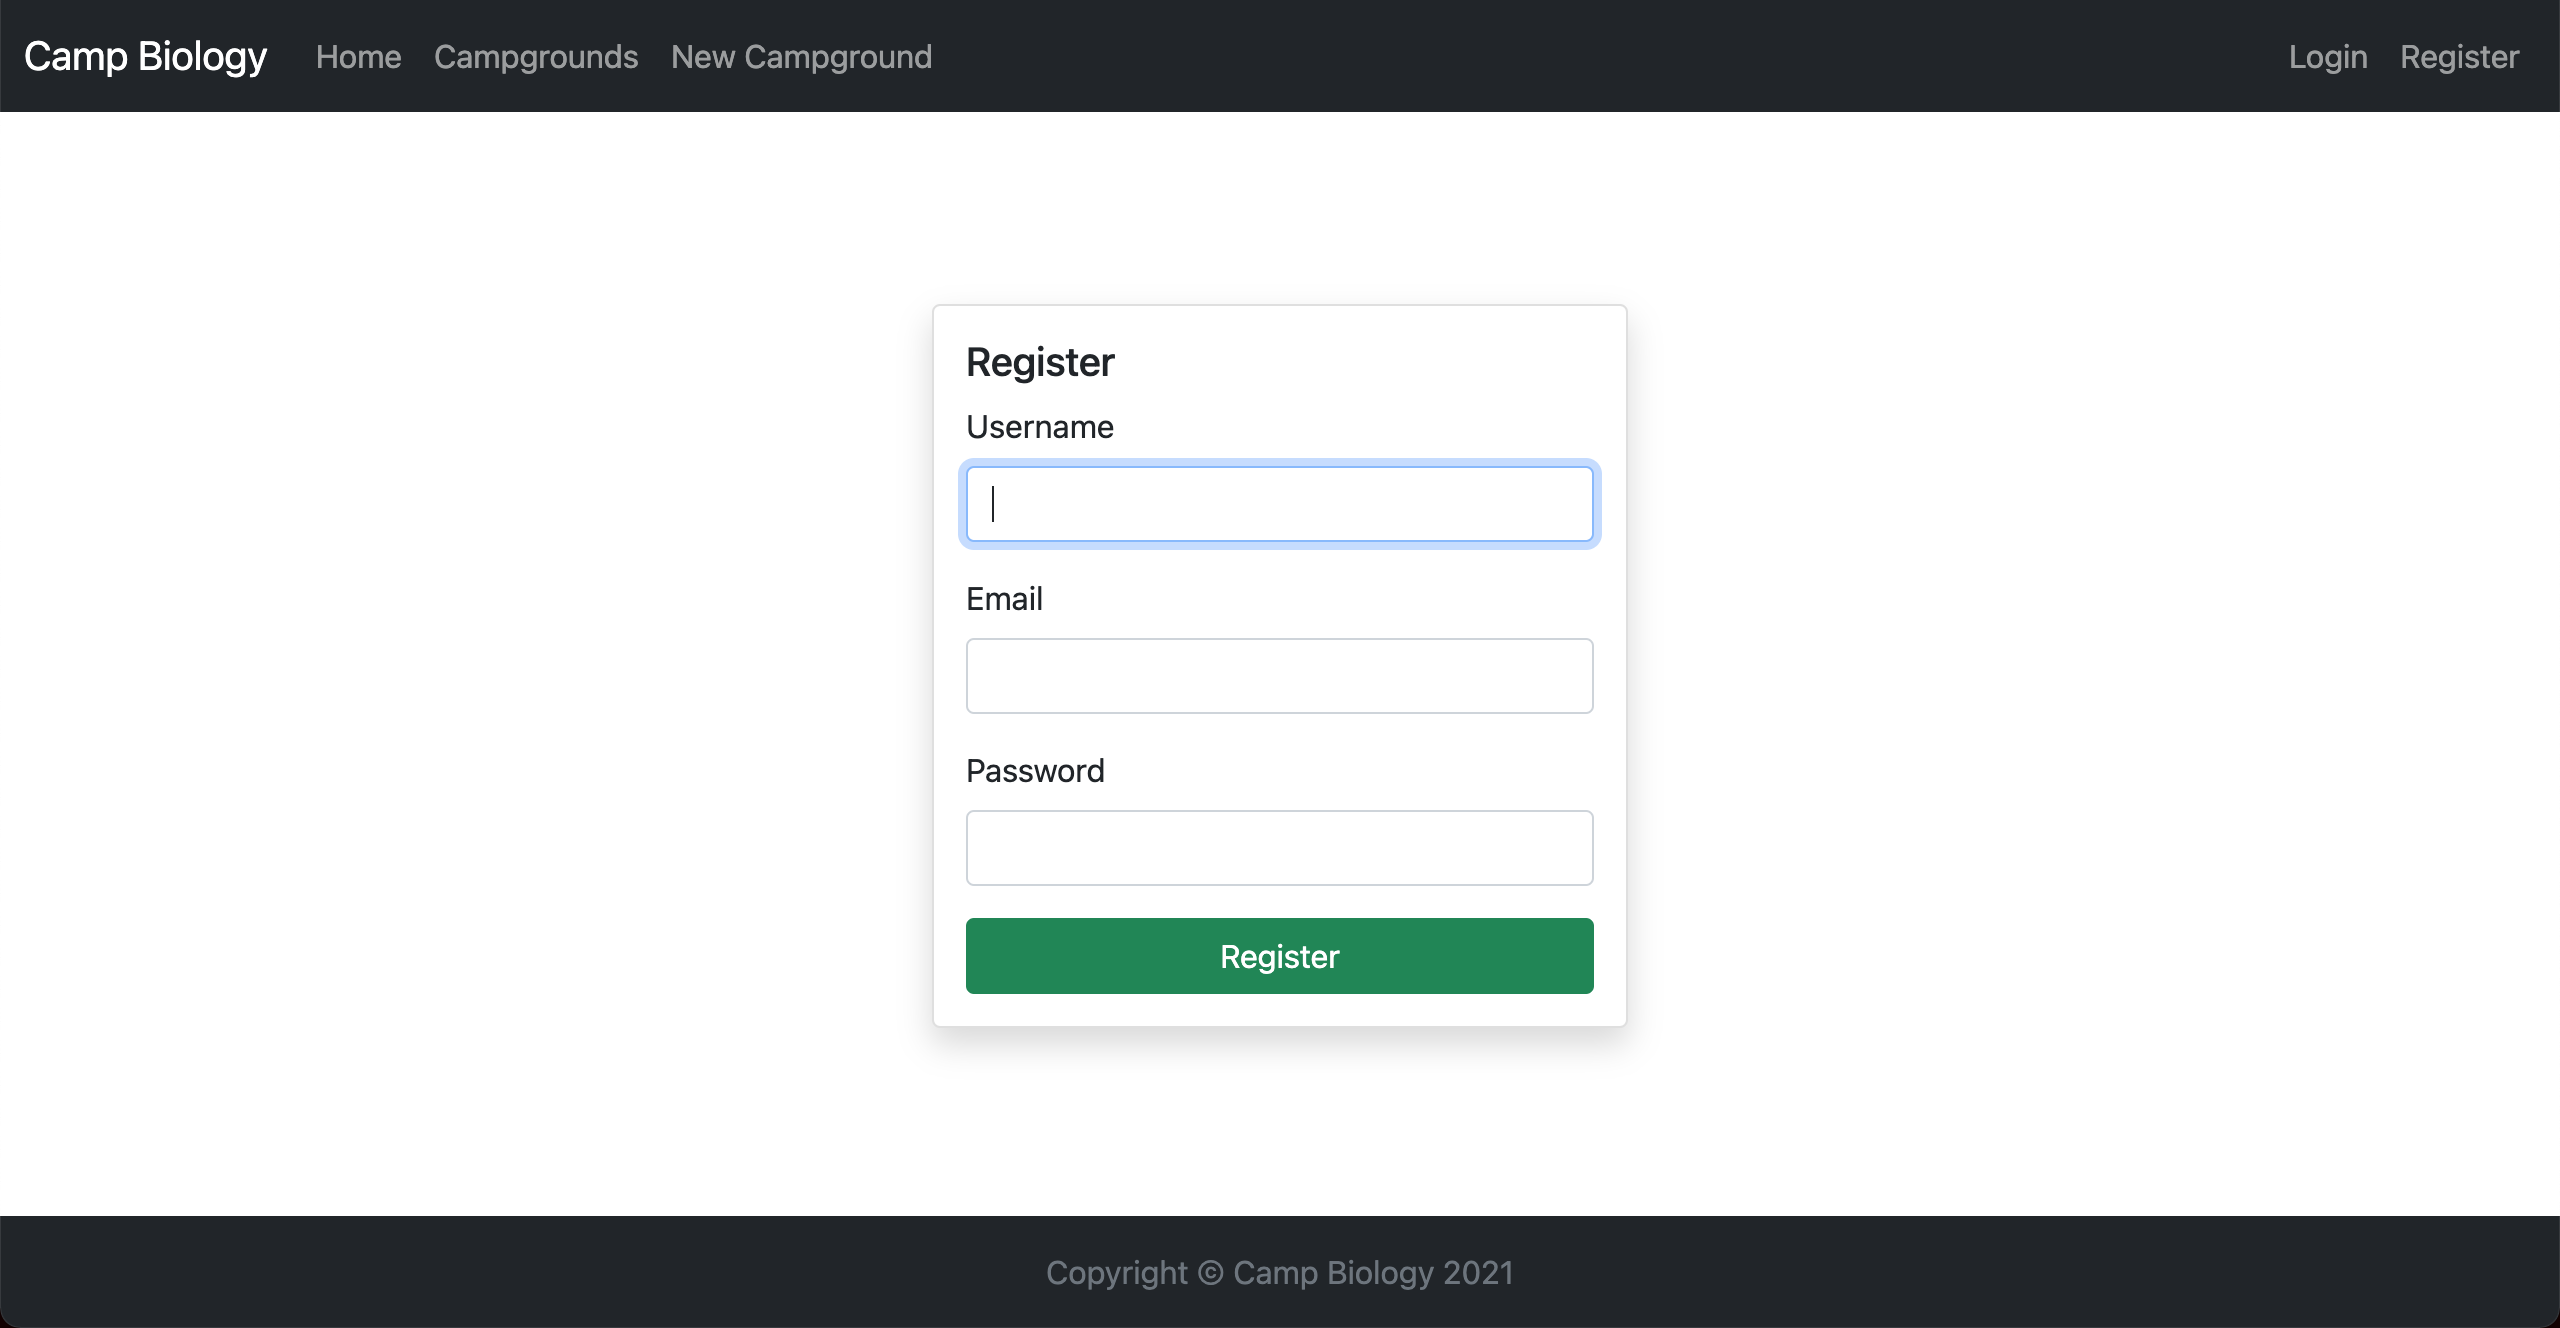 Camp Biology Home Campgrounds New Campground Login Register
Register
Username
Email
Password
Register
Copyright © Camp Biology 2021